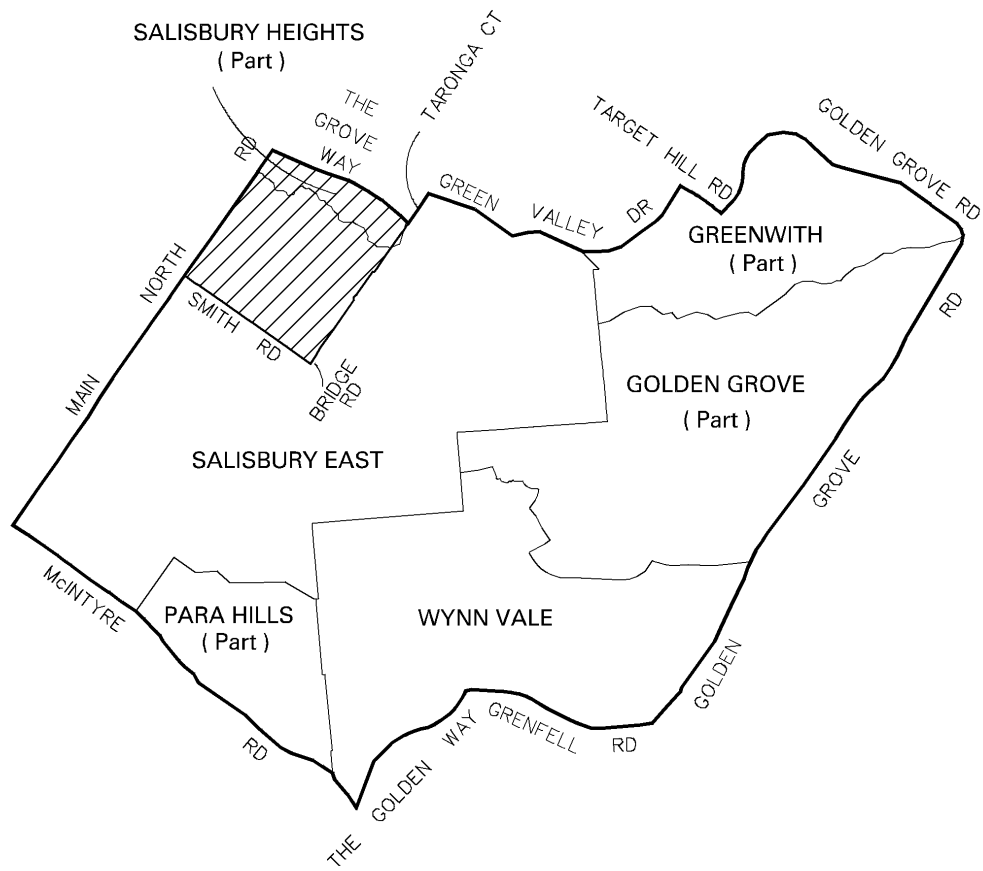 SALISBURY HEIGHTS
( Part )
TARONGA CT
THE
GROVE
WAY
RD
TARGET HILL RD
GOLDEN GROVE RD
GREEN VALLEY DR
GREENWITH
( Part )
NORTH
SMITH RD
RD
BRIDGE
RD
MAIN
GOLDEN GROVE
( Part )
SALISBURY EAST
GROVE
McINTYRE
PARA HILLS
( Part )
WYNN VALE
GOLDEN
RD
GRENFELL RD
THE GOLDEN WAY